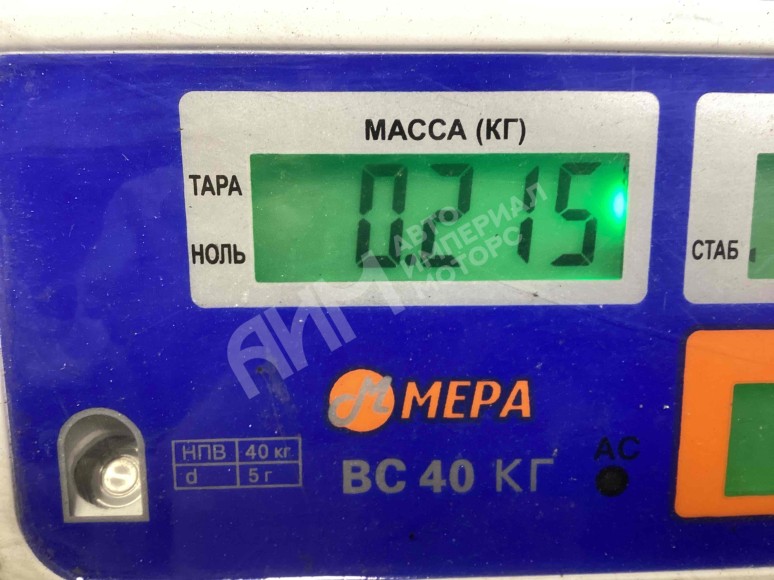 МАССА (КГ)
ТАРА
0.215
НОЛЬ
СТАБ
АИМ АВТО
ИМПЕРИАЛ
МОТОРС
МЕРА
НПВ 40 кг
d 5 г
ВС 40 КГ
AC